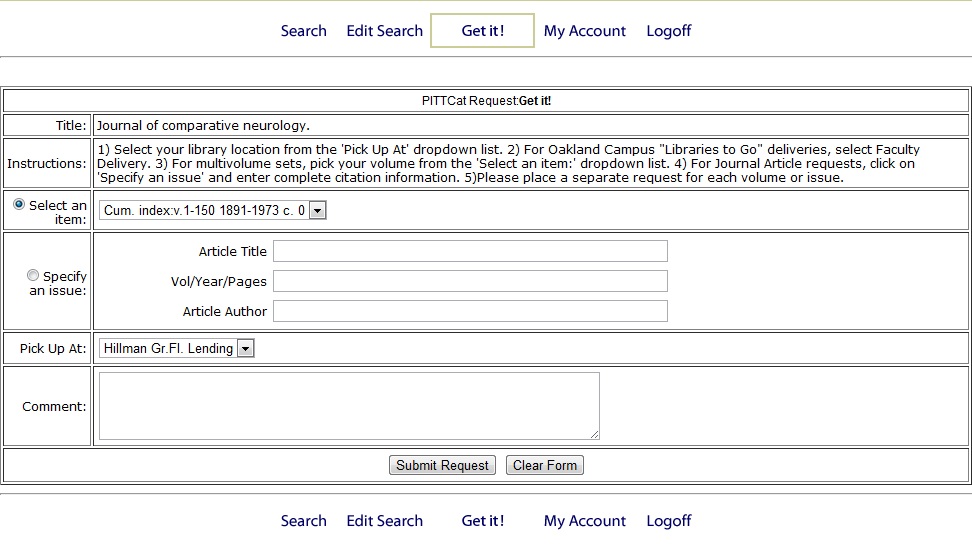 Search Edit Search Get it! My Account Logoff
PITTCat Request:Get it!
Title: Journal of comparative neurology.
Instructions: 1) Select your library location from the 'Pick Up At' dropdown list. 2) For Oakland Campus "Libraries to Go" deliveries, select Faculty
Delivery. 3) For multivolume sets, pick your volume from the 'Select an item:' dropdown list. 4) For Journal Article requests, click on
'Specify an issue' and enter complete citation information. 5)Please place a separate request for each volume or issue.
Select an
item:
Cum. index:v.1-150 1891-1973 c. 0
Specify
an issue:
Article Title
Vol/Year/Pages
Article Author
Pick Up At: Hillman Gr.Fl. Lending
Comment:
Submit Request Clear Form
Search Edit Search Get it! My Account Logoff